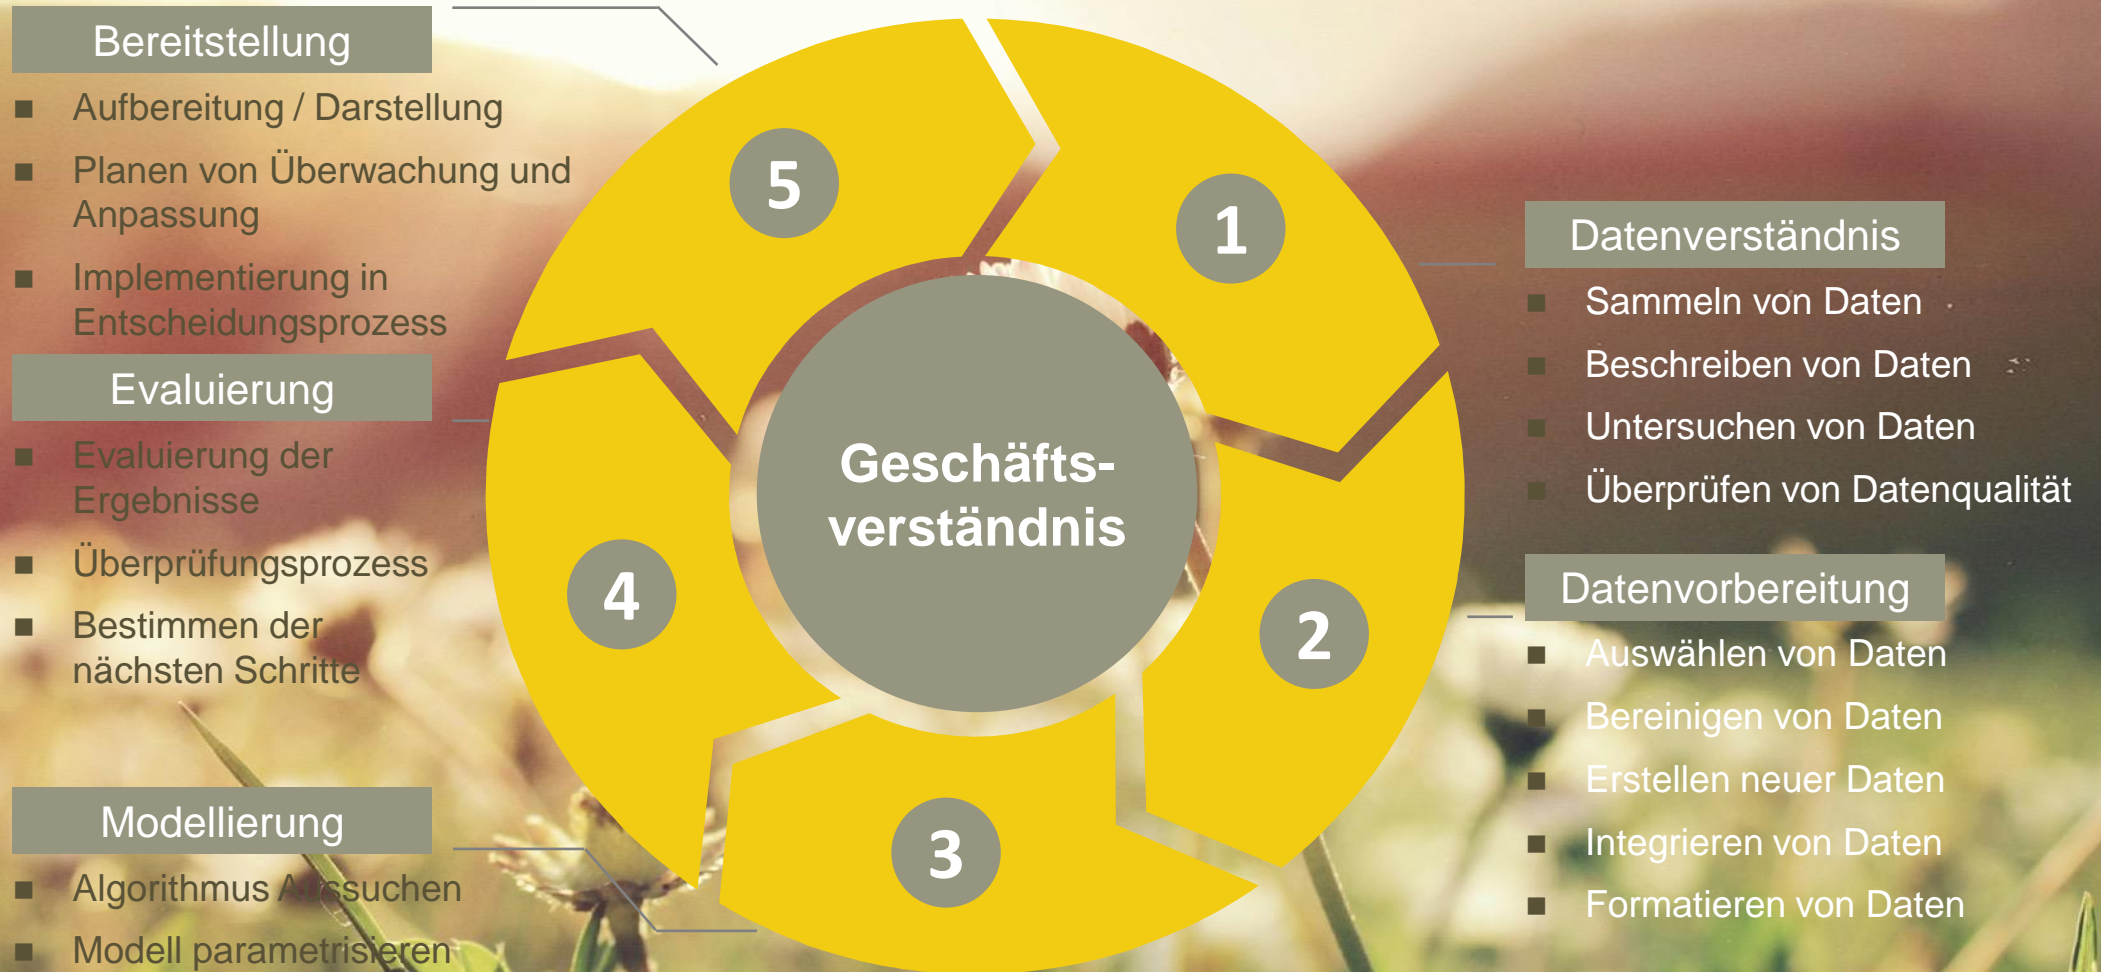 Bereitstellung
Aufbereitung / Darstellung
Planen von Überwachung und
Anpassung
Implementierung in
Entscheidungsprozess
Evaluierung
Evaluierung der
Ergebnisse
Überprüfungsprozess
Bestimmen der
nächsten Schritte
Modellierung
Algorithmus Aussuchen
Modell parametrisieren
5
1
4
2
3
Geschäfts-
verständnis
Datenverständnis
Sammeln von Daten
Beschreiben von Daten
Untersuchen von Daten
Überprüfen von Datenqualität
Datenvorbereitung
Auswählen von Daten
Bereinigen von Daten
Erstellen neuer Daten
Integrieren von Daten
Formatieren von Daten